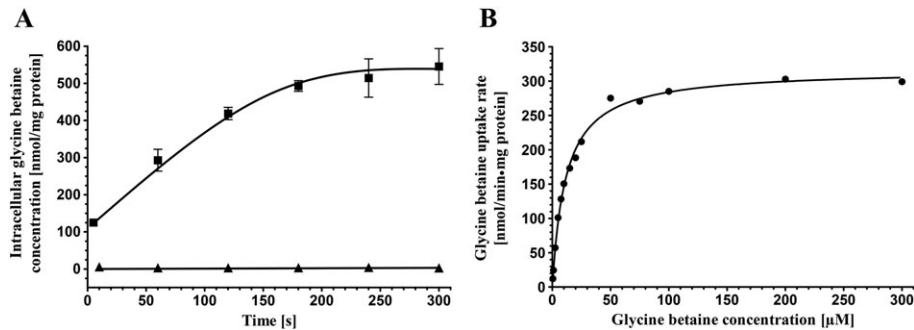 A
Intracellular glycine betaine
concentration [nmol/mg protein]
600
500
400
300
200
100
0
0 50 100 150 200 250 300
Time [s]
B
Glycine betaine uptake rate
[nmol/min•mg protein]
350
300
250
200
150
100
50
0
0 50 100 150 200 250 300
Glycine betaine concentration [µM]